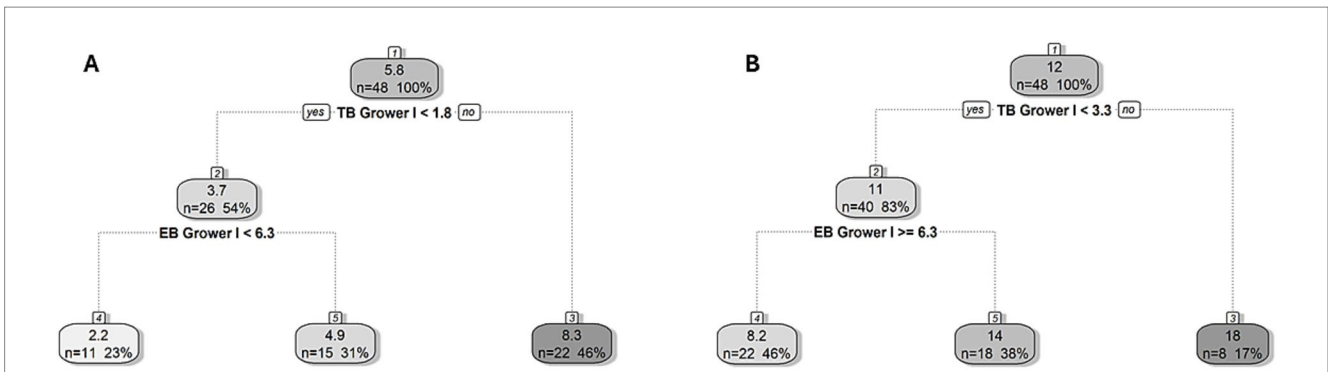 A
1
5.8
n=48 100%
yes TB Grower I < 1.8 no
2
3.7
n=26 54%
EB Grower I < 6.3
4
2.2
n=11 23%
5
4.9
n=15 31%
3
8.3
n=22 46%
B
1
12
n=48 100%
yes TB Grower I < 3.3 no
2
11
n=40 83%
EB Grower I >= 6.3
4
8.2
n=22 46%
5
14
n=18 38%
3
18
n=8 17%